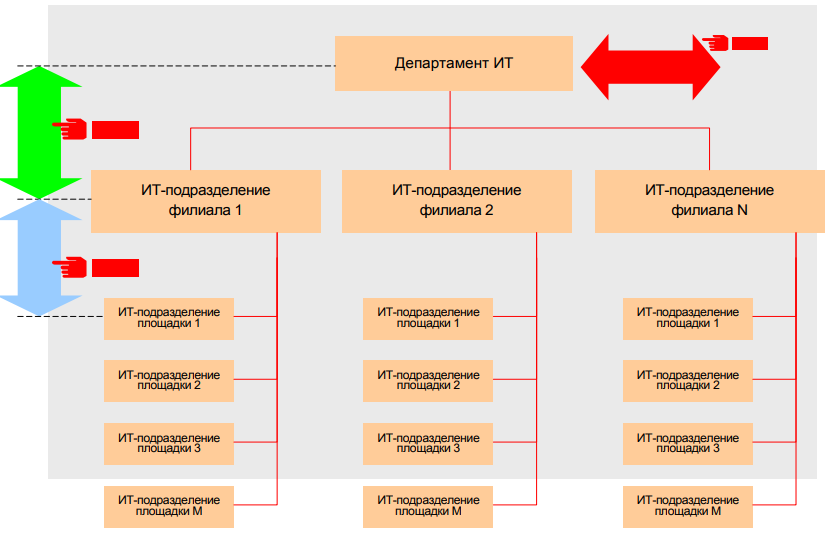 Департамент ИТ
ИТ-подразделение
филиала 1
ИТ-подразделение
филиала 2
ИТ-подразделение
филиала N
ИТ-подразделение
площадки 1
ИТ-подразделение
площадки 1
ИТ-подразделение
площадки 1
ИТ-подразделение
площадки 2
ИТ-подразделение
площадки 2
ИТ-подразделение
площадки 2
ИТ-подразделение
площадки 3
ИТ-подразделение
площадки 3
ИТ-подразделение
площадки 3
ИТ-подразделение
площадки М
ИТ-подразделение
площадки М
ИТ-подразделение
площадки М